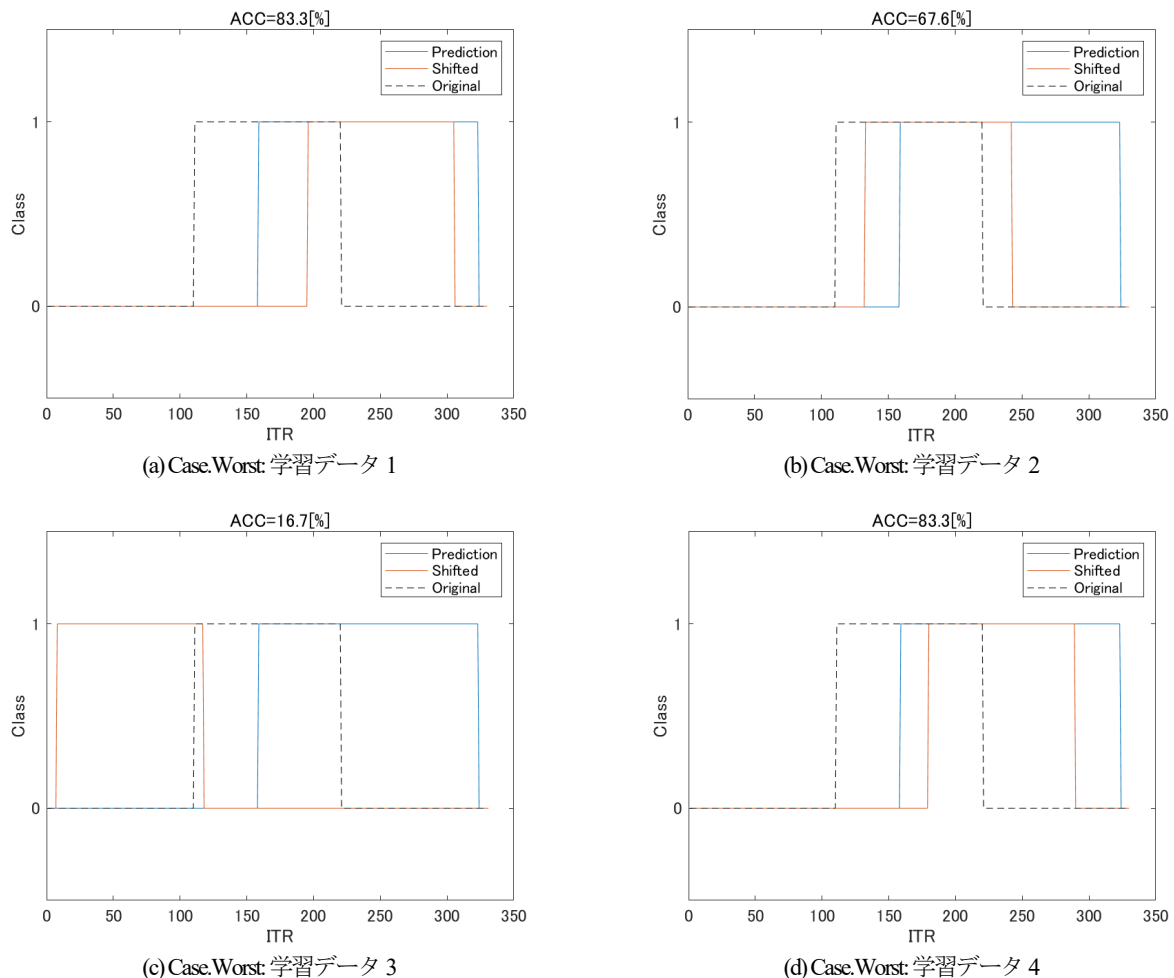 ACC=83.3[%]
Prediction
Shifted
Original
Class
1
0
0 50 100 150 200 250 300 350
ITR
(a) Case.Worst: 学習データ 1
ACC=67.6[%]
Prediction
Shifted
Original
Class
1
0
0 50 100 150 200 250 300 350
ITR
(b) Case.Worst: 学習データ 2
ACC=16.7[%]
Prediction
Shifted
Original
Class
1
0
0 50 100 150 200 250 300 350
ITR
(c) Case.Worst: 学習データ 3
ACC=83.3[%]
Prediction
Shifted
Original
Class
1
0
0 50 100 150 200 250 300 350
ITR
(d) Case.Worst: 学習データ 4